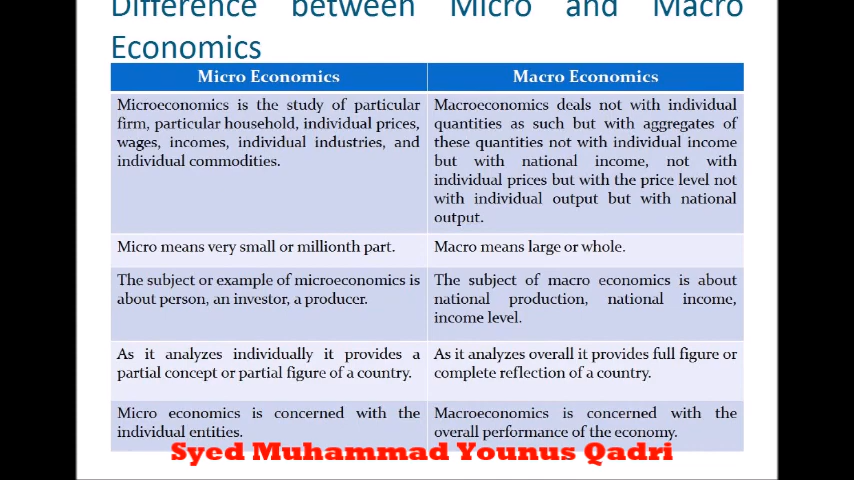 Difference between Micro and Macro
Economics
Micro Economics
Macro Economics
Microeconomics is the study of particular
firm, particular household, individual prices,
wages, incomes, individual industries, and
individual commodities.
Macroeconomics deals not with individual
quantities as such but with aggregates of
these quantities not with individual income
but with national income, not with
individual prices but with the price level not
with individual output but with national
output.
Micro means very small or millionth part.
Macro means large or whole.
The subject or example of microeconomics is
about person, an investor, a producer.
The subject of macro economics is about
national production, national income,
income level.
As it analyzes individually it provides a
partial concept or partial figure of a country.
As it analyzes overall it provides full figure or
complete reflection of a country.
Micro economics is concerned with the
individual entities.
Macroeconomics is concerned with the
overall performance of the economy.
Syed Muhammad Younus Qadri